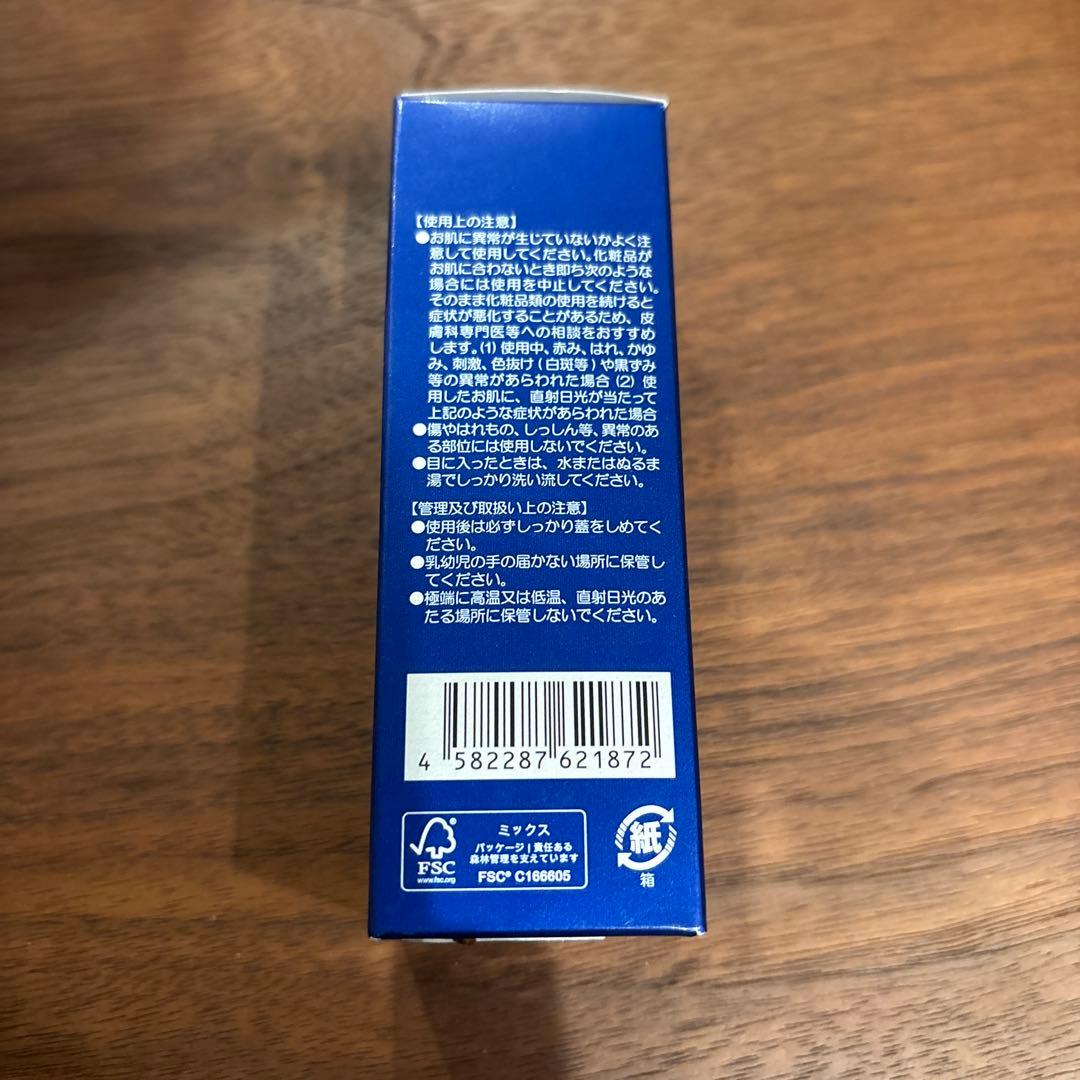 【使用上の注意】
●お肌に異常が生じていないかよく注
意して使用してください。化粧品が
お肌に合わないとき即ち次のような
場合には使用を中止してください。
そのまま化粧品類の使用を続けると
症状が悪化することがあるため、皮
膚科専門医等への相談をおすすめ
します。(1) 使用中、赤み、はれ、かゆ
み、刺激、色抜け(白斑等)や黒ずみ
等の異常があらわれた場合 (2) 使
用したお肌に、直射日光が当たって
上記のような症状があらわれた場合
●傷やはれもの、しっしん等、異常のあ
る部位には使用しないでください。
●目に入ったときは、水またはぬるま
湯でしっかり洗い流してください。
【管理及び取扱い上の注意】
●使用後は必ずしっかり蓋をしめてく
ださい。
●乳幼児の手の届かない場所に保管し
てください。
●極端に高温又は低温、直射日光のあ
たる場所に保管しないでください。
4 582287 621872
FSC
www.fsc.org
ミックス
パッケージ | 責任ある
森林管理を支えています
FSC® C166605
紙
箱